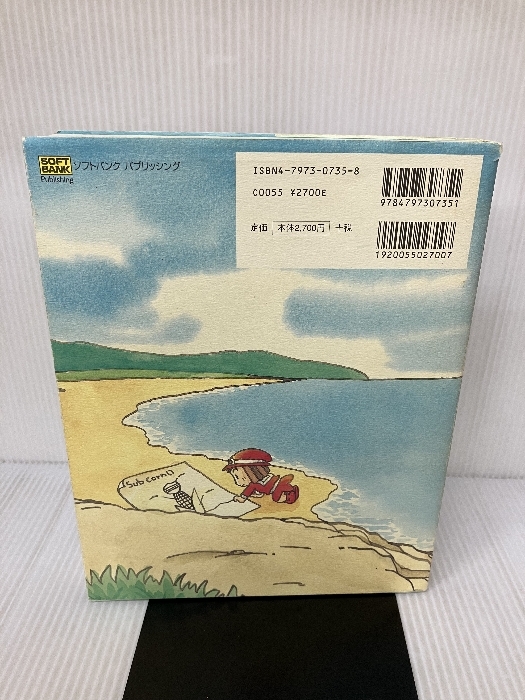 SOFT
BANK
Publishing
ソフトバンク パブリッシング
ISBN4-7973-0735-8
C0055 ¥2700E
定価 本体2,700円 +税
9784797307351
1920055027007
Sub Com()